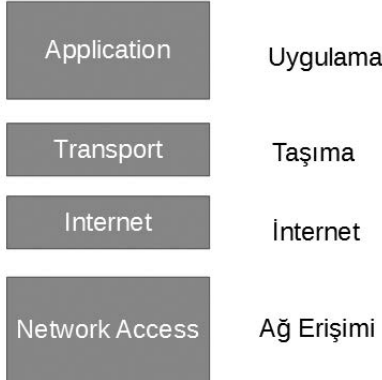 Application Uygulama
Transport Taşıma
Internet İnternet
Network Access Ağ Erişimi